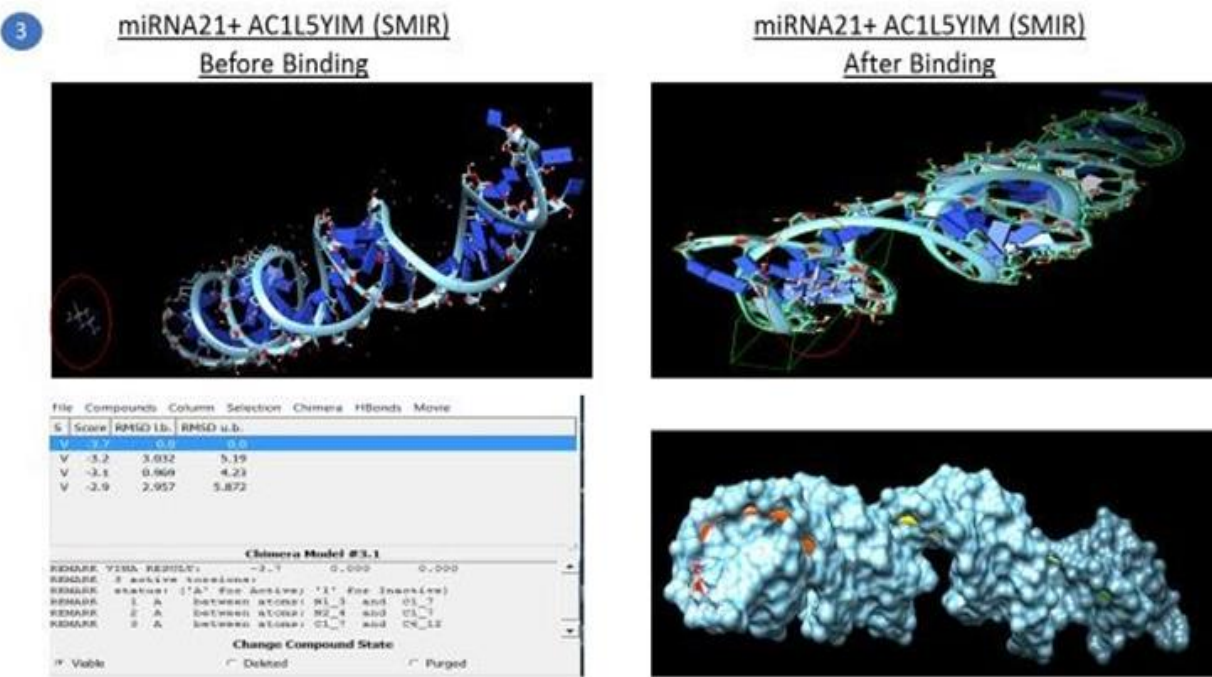 3
miRNA21+ AC1L5YIM (SMIR)
Before Binding
miRNA21+ AC1L5YIM (SMIR)
After Binding
File Compounds Column Selection Chimera HBonds Movie
S Score RMSD l.b. RMSD u.b.
V -3.7 0.0 0.0
V -3.2 3.032 5.19
V -3.1 0.969 4.23
V -2.9 2.957 5.872
Chimera Model #3.1
REMARK VINA RESULT: -3.7 0.000 0.000
REMARK active torsions:
REMARK status: ('A' for Active; 'I' for Inactive)
REMARK 1 A between atoms: N1_3 and C1_7
REMARK 2 A between atoms: N2_4 and C1_7
REMARK 3 A between atoms: C1_7 and C6_12
Change Compound State
Viable Deleted Purged